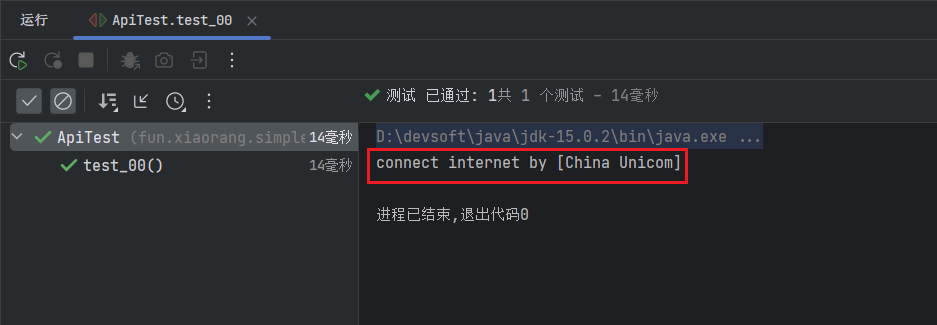 运行 ApiTest.test_00
测试 已通过: 1共 1 个测试 – 14毫秒
ApiTest (fun.xiaorang.simple 14毫秒
test_00() 14毫秒
D:\devsoft\java\jdk-15.0.2\bin\java.exe ...
connect internet by [China Unicom]
进程已结束,退出代码0